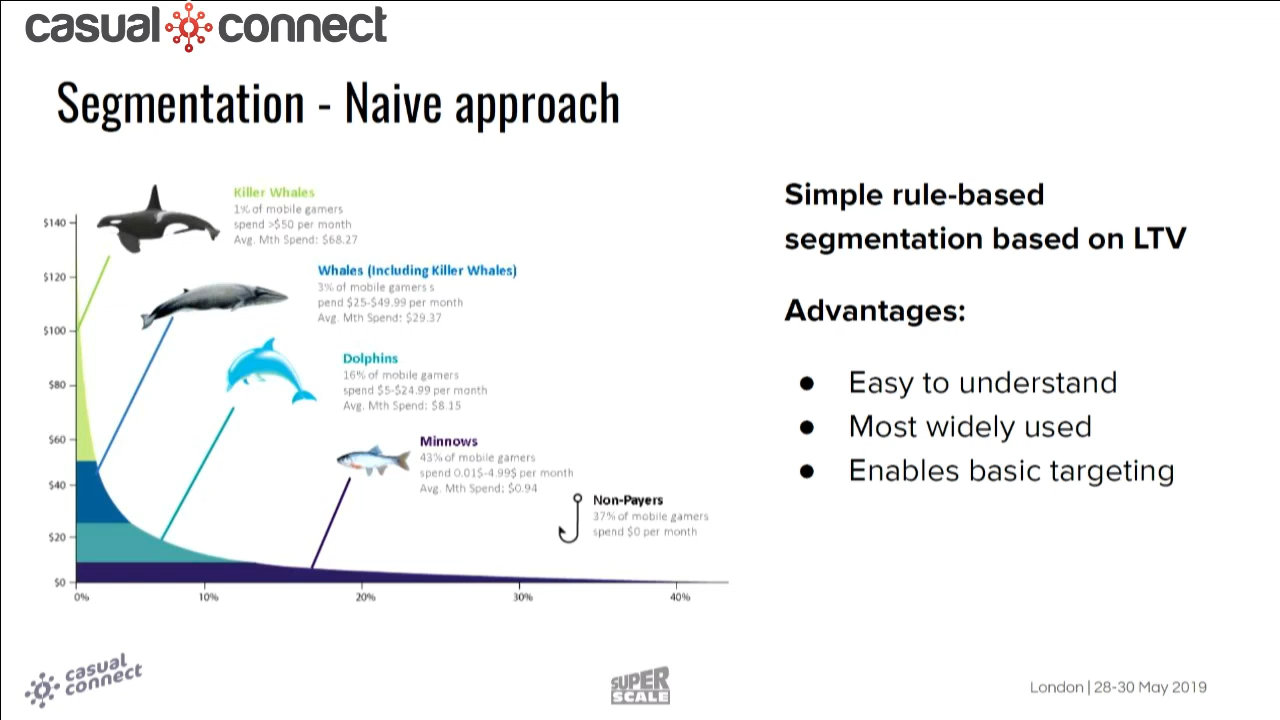 casual connect
Segmentation - Naive approach
Killer Whales
1% of mobile gamers
spend >$50 per month
Avg. Mth Spend: $68.27
Whales (Including Killer Whales)
3% of mobile gamers s
pend $25-$49.99 per month
Avg. Mth Spend: $29.37
Dolphins
16% of mobile gamers
spend $5-$24.99 per month
Avg. Mth Spend: $8.15
Minnows
43% of mobile gamers
spend 0.01$-4.99$ per month
Avg. Mth Spend: $0.94
Non-Payers
37% of mobile gamers
spend $0 per month
$140
$120
$100
$80
$60
$40
$20
$0
0%
10%
20%
30%
40%
Simple rule-based
segmentation based on LTV
Advantages:
● Easy to understand
● Most widely used
● Enables basic targeting
casual
connect
SUPER
SCALE
London | 28-30 May 2019